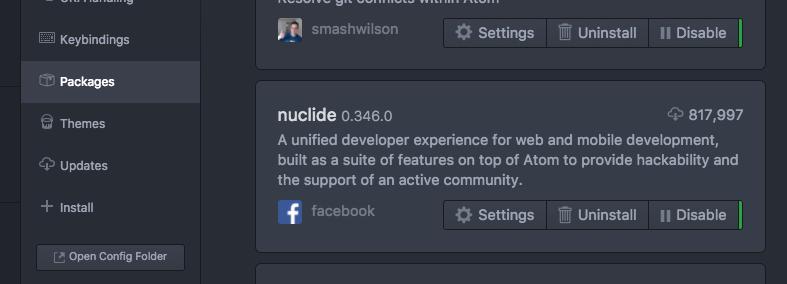 URI Handling
Resolve git conflicts within Atom
Keybindings
smashwilson
Settings
Uninstall
Disable
Packages
nuclide 0.346.0
817,997
Themes
A unified developer experience for web and mobile development,
built as a suite of features on top of Atom to provide hackability and
the support of an active community.
Updates
Install
facebook
Settings
Uninstall
Disable
Open Config Folder